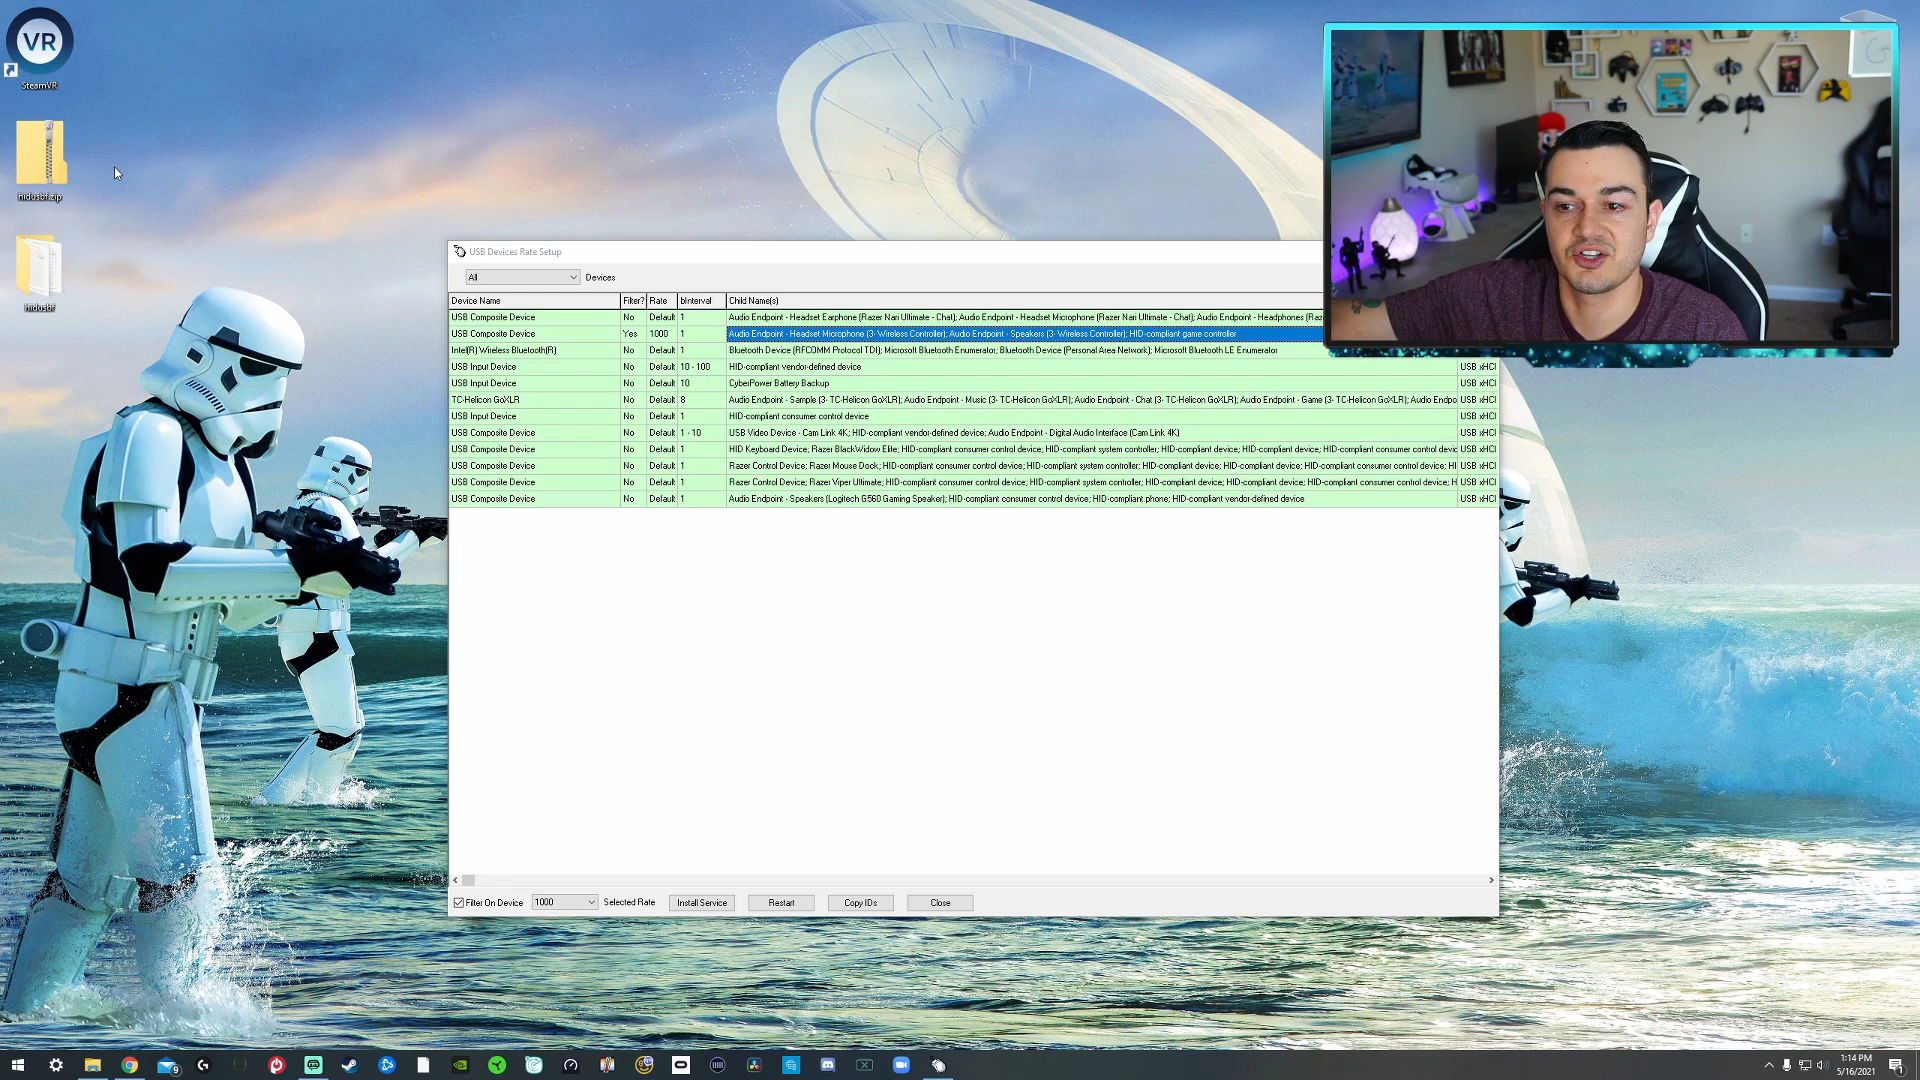 VR
SteamVR
hidusbf.zip
hidusbf
USB Devices Rate Setup
All
Devices
Device Name Filter? Rate bInterval Child Name(s)
USB Composite Device No Default 1 Audio Endpoint - Headset Earphone (Razer Nari Ultimate - Chat); Audio Endpoint - Headset Microphone (Razer Nari Ultimate - Chat); Audio Endpoint - Headphones (Raz
USB Composite Device Yes 1000 1 Audio Endpoint - Headset Microphone (3- Wireless Controller); Audio Endpoint - Speakers (3- Wireless Controller); HID-compliant game controller
Intel(R) Wireless Bluetooth(R) No Default 1 Bluetooth Device (RFCOMM Protocol TDI); Microsoft Bluetooth Enumerator; Bluetooth Device (Personal Area Network); Microsoft Bluetooth LE Enumerator
USB Input Device No Default 10 - 100 HID-compliant vendor-defined device USB xHCI
USB Input Device No Default 10 CyberPower Battery Backup USB xHCI
TC-Helicon GoXLR No Default 8 Audio Endpoint - Sample (3- TC-Helicon GoXLR); Audio Endpoint - Music (3- TC-Helicon GoXLR); Audio Endpoint - Chat (3- TC-Helicon GoXLR); Audio Endpoint - Game (3- TC-Helicon GoXLR); Audio Endpo USB xHCI
USB Input Device No Default 1 HID-compliant consumer control device USB xHCI
USB Composite Device No Default 1 - 10 USB Video Device - Cam Link 4K; HID-compliant vendor-defined device; Audio Endpoint - Digital Audio Interface (Cam Link 4K) USB xHCI
USB Composite Device No Default 1 HID Keyboard Device; Razer BlackWidow Elite; HID-compliant consumer control device; HID-compliant system controller; HID-compliant device; HID-compliant device; HID-compliant device; HID-compliant consumer control devic USB xHCI
USB Composite Device No Default 1 Razer Control Device; Razer Mouse Dock; HID-compliant consumer control device; HID-compliant system controller; HID-compliant device; HID-compliant device; HID-compliant device; HID-compliant consumer control device; HI USB xHCI
USB Composite Device No Default 1 Razer Control Device; Razer Viper Ultimate; HID-compliant consumer control device; HID-compliant system controller; HID-compliant device; HID-compliant device; HID-compliant device; HID-compliant consumer control device; H USB xHCI
USB Composite Device No Default 1 Audio Endpoint - Speakers (Logitech G560 Gaming Speaker); HID-compliant consumer control device; HID-compliant phone; HID-compliant vendor-defined device USB xHCI
Filter On Device 1000 Selected Rate Install Service Restart Copy IDs Close
9
1:14 PM
5/16/2021
1